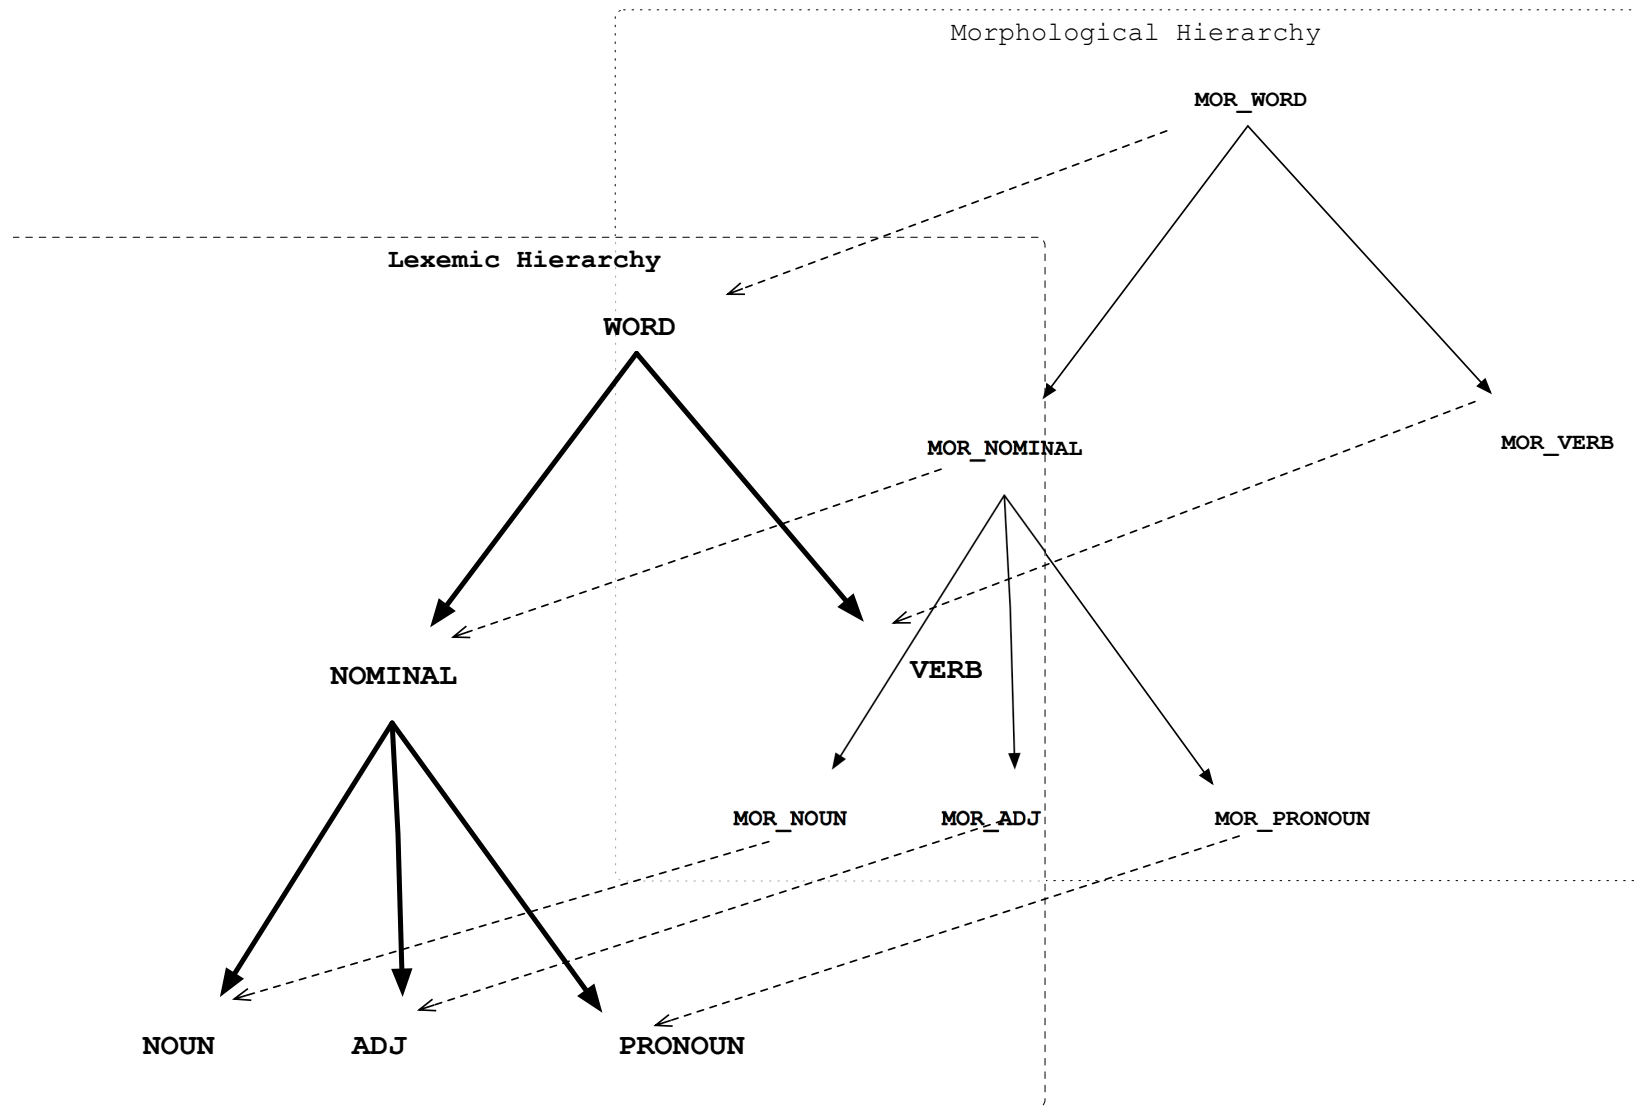 Morphological Hierarchy
MOR_WORD
Lexemic Hierarchy
WORD
MOR_NOMINAL
MOR_VERB
NOMINAL
VERB
MOR_NOUN
MOR_ADJ
MOR_PRONOUN
NOUN
ADJ
PRONOUN